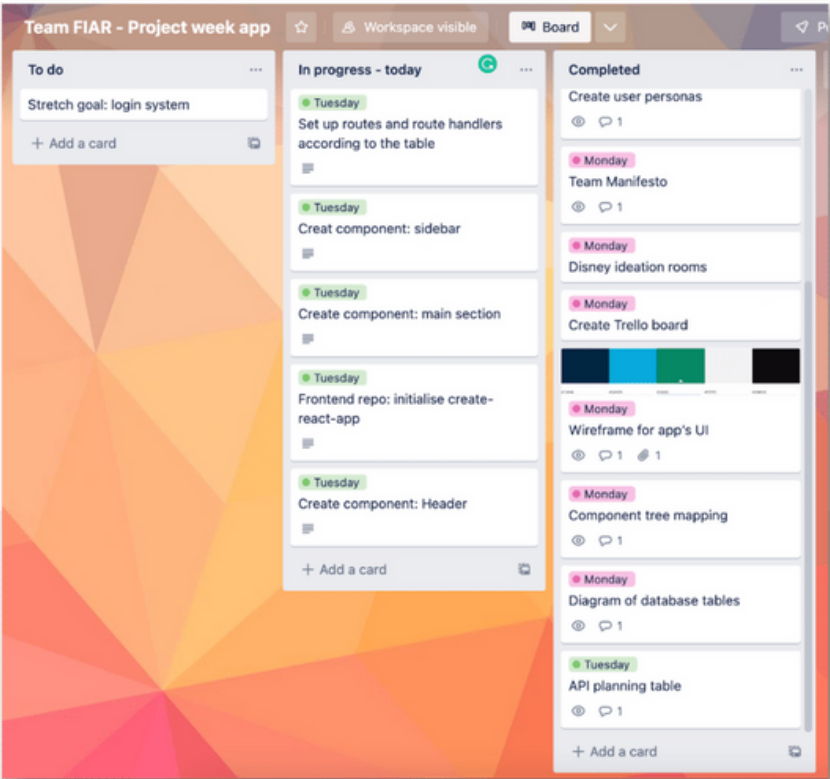 Team FIAR - Project week app
Workspace visible
Board
To do
Stretch goal: login system
+ Add a card
In progress - today
Tuesday
Set up routes and route handlers
according to the table
Tuesday
Creat component: sidebar
Tuesday
Create component: main section
Tuesday
Frontend repo: initialise create-
react-app
Tuesday
Create component: Header
+ Add a card
Completed
Create user personas
1
Monday
Team Manifesto
1
Monday
Disney ideation rooms
Monday
Create Trello board
Monday
Wireframe for app's UI
1 1
Monday
Component tree mapping
1
Monday
Diagram of database tables
1
Tuesday
API planning table
1
+ Add a card